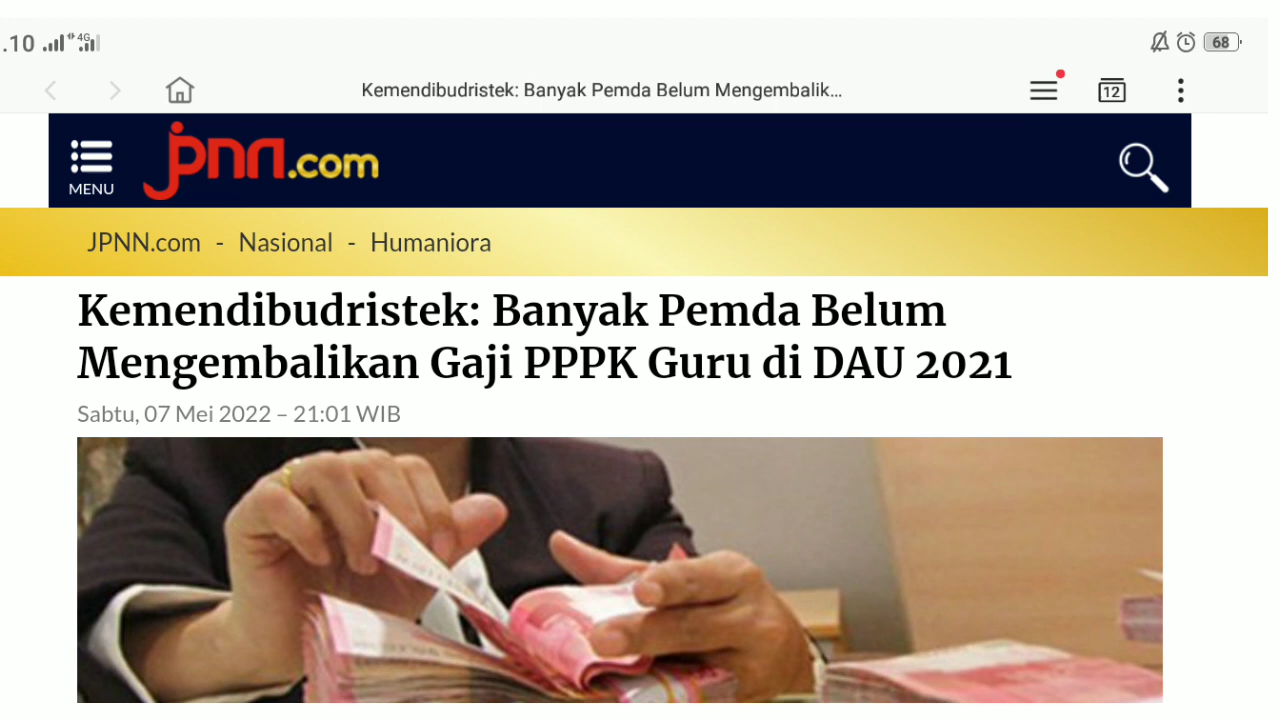 .10 4G 68
Kemendibudristek: Banyak Pemda Belum Mengembalik... 12
MENU jpnn.com
JPNN.com - Nasional - Humaniora
Kemendibudristek: Banyak Pemda Belum
Mengembalikan Gaji PPPK Guru di DAU 2021
Sabtu, 07 Mei 2022 – 21:01 WIB